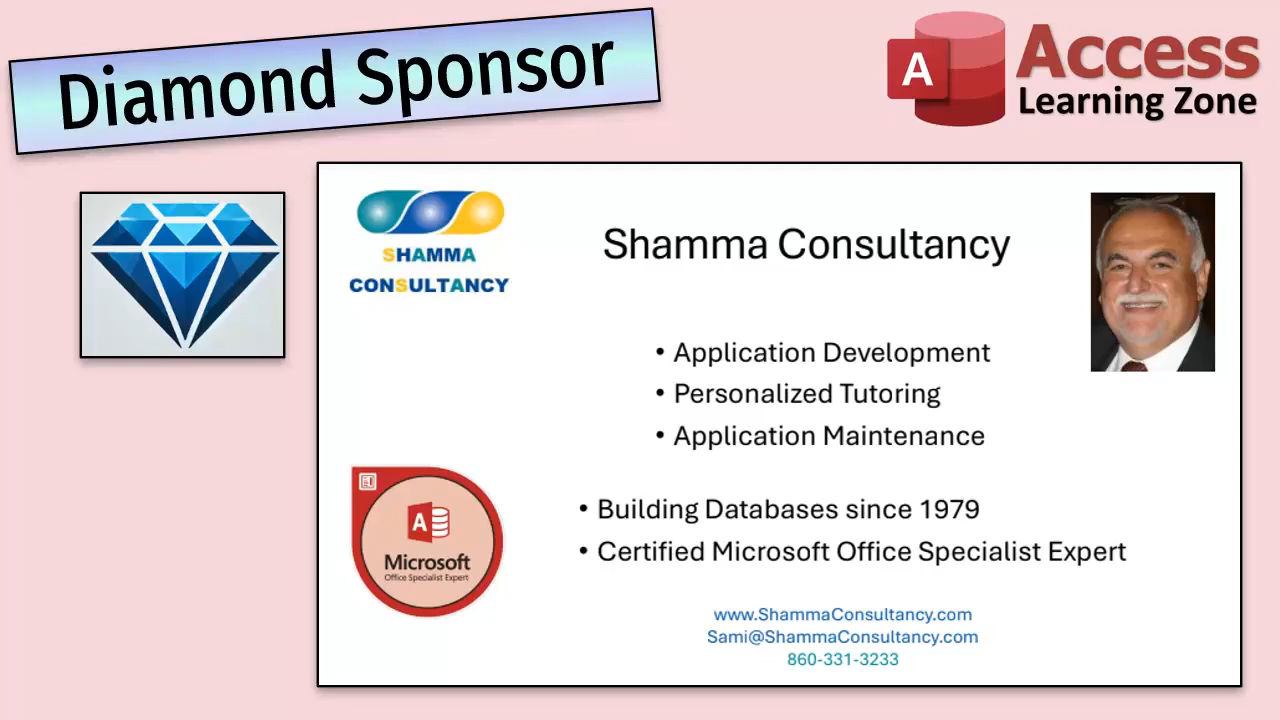 Diamond Sponsor
A
Access
Learning Zone
SHAMMA
CONSULTANCY
Shamma Consultancy
• Application Development
• Personalized Tutoring
• Application Maintenance
A
Microsoft
Office Specialist Expert
• Building Databases since 1979
• Certified Microsoft Office Specialist Expert
www.ShammaConsultancy.com
Sami@ShammaConsultancy.com
860-331-3233